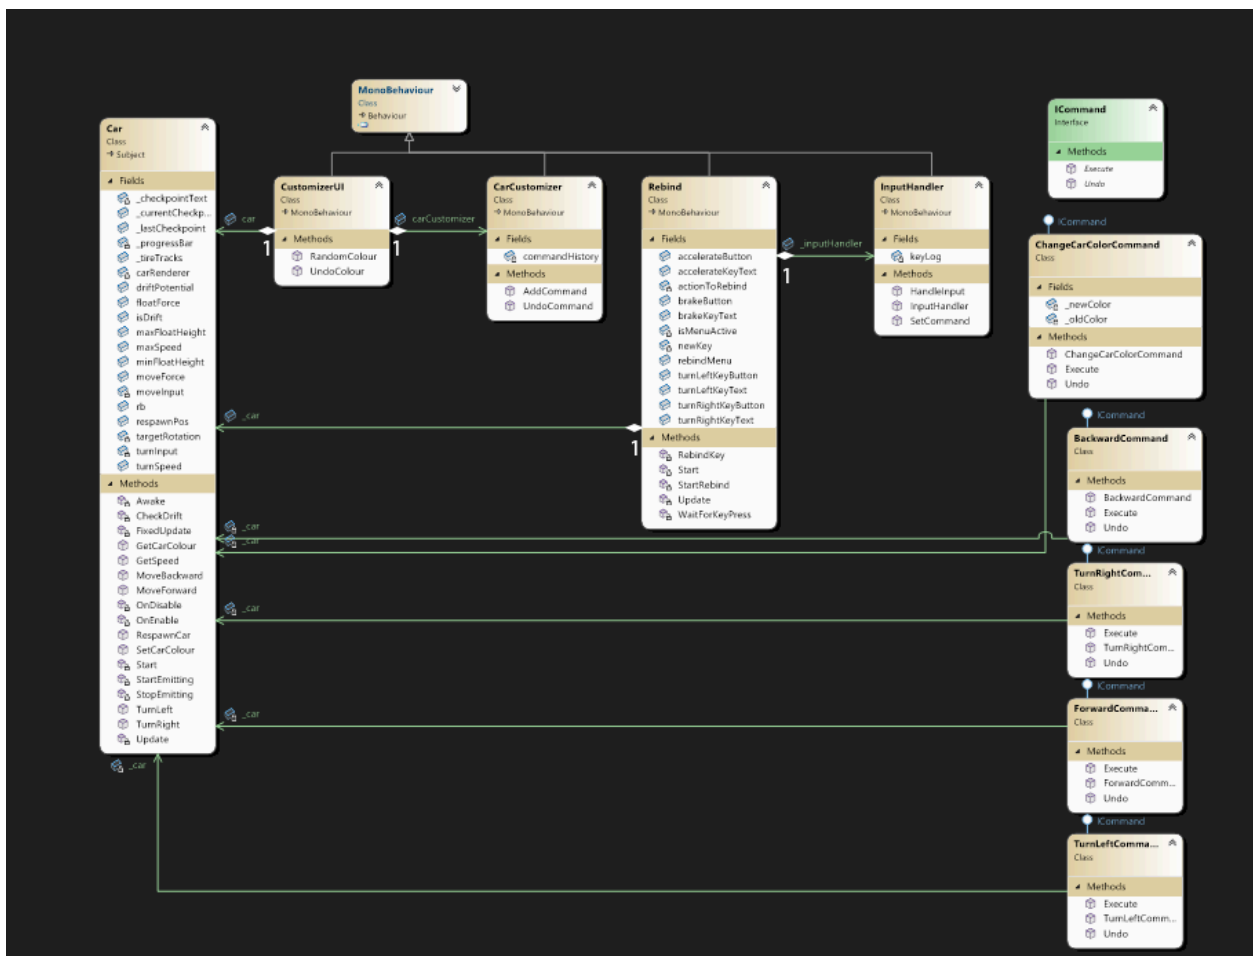 MonoBehaviour
Class
Behaviour
Car
Class
Subject
Fields
_checkpointText
_currentCheckp...
_lastCheckpoint
_progressBar
_tireTracks
carRenderer
driftPotential
floatForce
isDrift
maxFloatHeight
maxSpeed
minFloatHeight
moveForce
moveInput
rb
respawnPos
targetRotation
turnInput
turnSpeed
Methods
Awake
CheckDrift
FixedUpdate
GetCarColour
GetSpeed
MoveBackward
MoveForward
OnDisable
OnEnable
RespawnCar
SetCarColour
Start
StartEmitting
StopEmitting
TurnLeft
TurnRight
Update
car
1
CustomizerUI
Class
MonoBehaviour
Methods
RandomColour
UndoColour
1
carCustomizer
CarCustomizer
Class
MonoBehaviour
Fields
commandHistory
Methods
AddCommand
UndoCommand
Rebind
Class
MonoBehaviour
Fields
accelerateButton
accelerateKeyText
actionToRebind
brakeButton
brakeKeyText
isMenuActive
newKey
rebindMenu
turnLeftKeyButton
turnLeftKeyText
turnRightKeyButton
turnRightKeyText
Methods
RebindKey
Start
StartRebind
Update
WaitForKeyPress
_inputHandler
1
InputHandler
Class
MonoBehaviour
Fields
keyLog
Methods
HandleInput
InputHandler
SetCommand
_car
1
_car
_car
_car
_car
_car
ICommand
Interface
Methods
Execute
Undo
ICommand
ChangeCarColorCommand
Class
Fields
_newColor
_oldColor
Methods
ChangeCarColorCommand
Execute
Undo
ICommand
BackwardCommand
Class
Methods
BackwardCommand
Execute
Undo
ICommand
TurnRightCom...
Class
Methods
Execute
TurnRightCom...
Undo
ICommand
ForwardComma...
Class
Methods
Execute
ForwardComm...
Undo
ICommand
TurnLeftComma...
Class
Methods
Execute
TurnLeftComm...
Undo